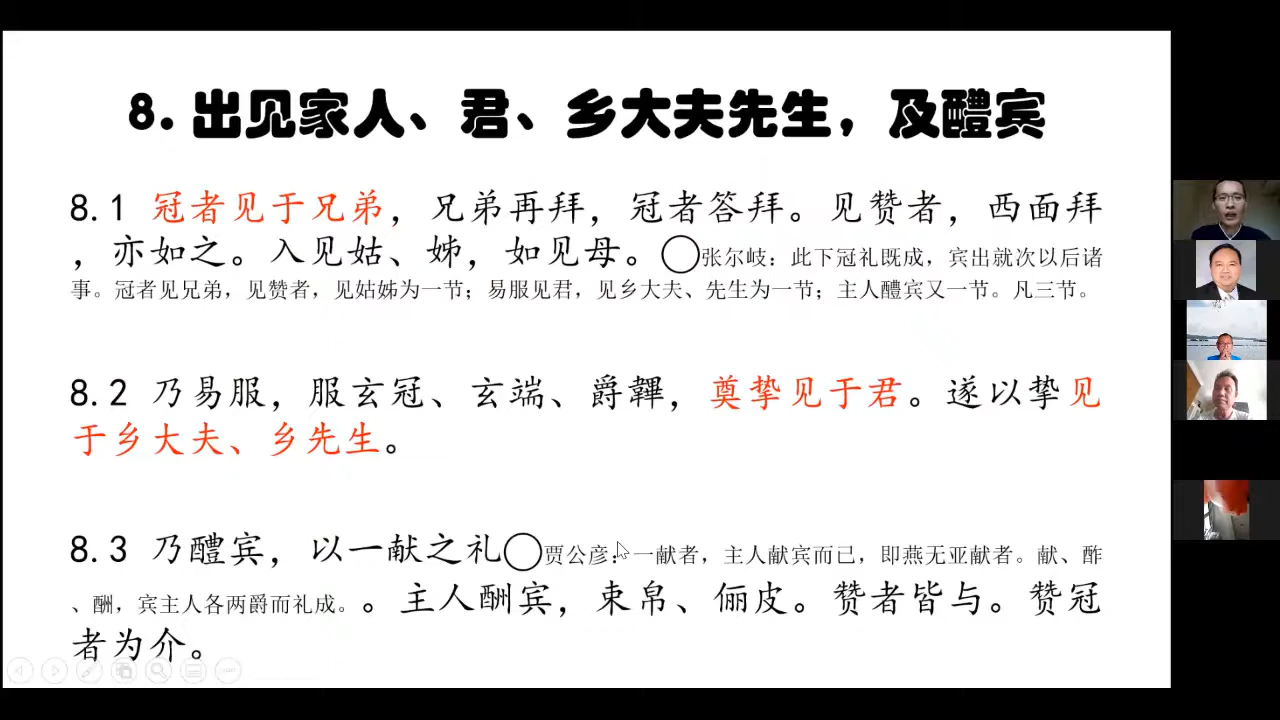 8. 出见家人、君、乡大夫先生，及醴宾
8.1 冠者见于兄弟，兄弟再拜，冠者答拜。见赞者，西面拜
，亦如之。入见姑、姊，如见母。◯张尔岐：此下冠礼既成，宾出就次以后诸
事。冠者见兄弟，见赞者，见姑姊为一节；易服见君，见乡大夫、先生为一节；主人醴宾又一节。凡三节。
8.2 乃易服，服玄冠、玄端、爵韠，奠挚见于君。遂以挚见
于乡大夫、乡先生。
8.3 乃醴宾，以一献之礼◯贾公彦：一献者，主人献宾而已，即燕无亚献者。献、酢
、酬，宾主人各两爵而礼成。。主人酬宾，束帛、俪皮。赞者皆与。赞冠
者为介。